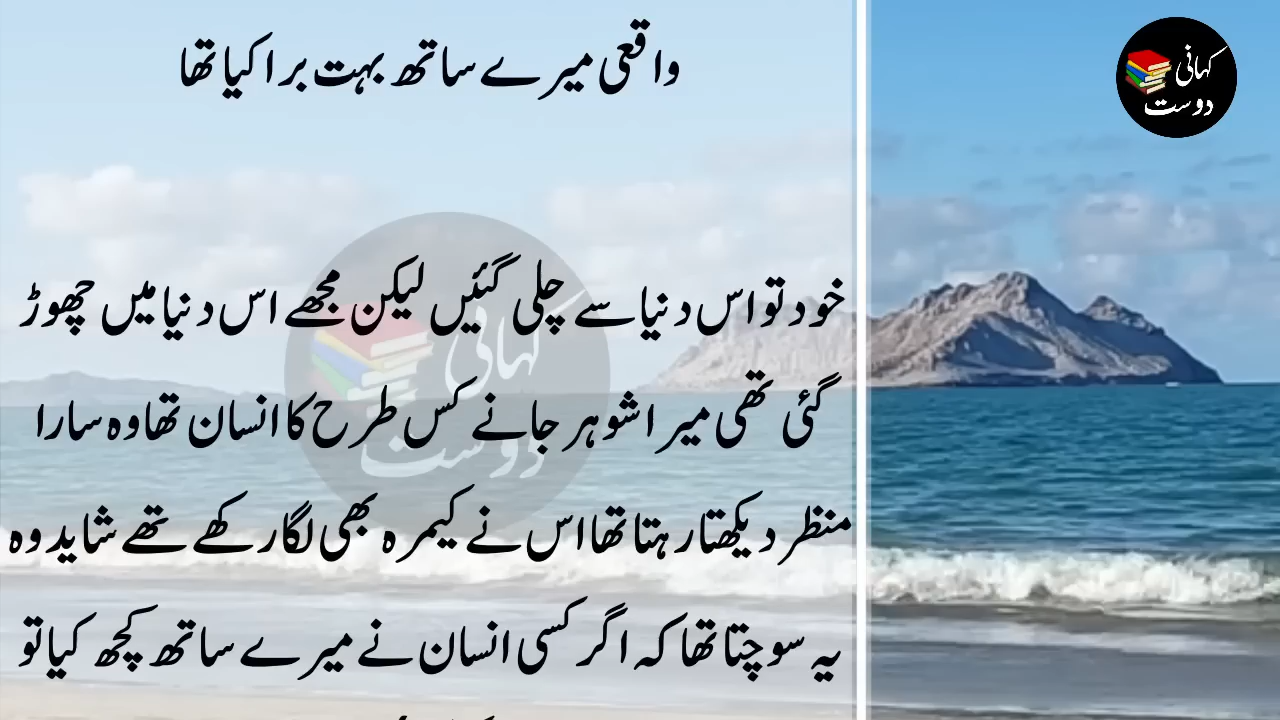 واقعی میرے ساتھ بہت برا کیا تھا
کہانی
دوست
خود تو اس دنیا سے چلی گئیں لیکن مجھے اس دنیا میں چھوڑ
گئی تھی میرا شوہر جانے کس طرح کا انسان تھا وہ سارا
منظر دیکھتا رہتا تھا اس نے کیمرہ بھی لگا رکھے تھے شاید وہ
یہ سوچتا تھا کہ اگر کسی انسان نے میرے ساتھ کچھ کیا تو
کہانی
دوست